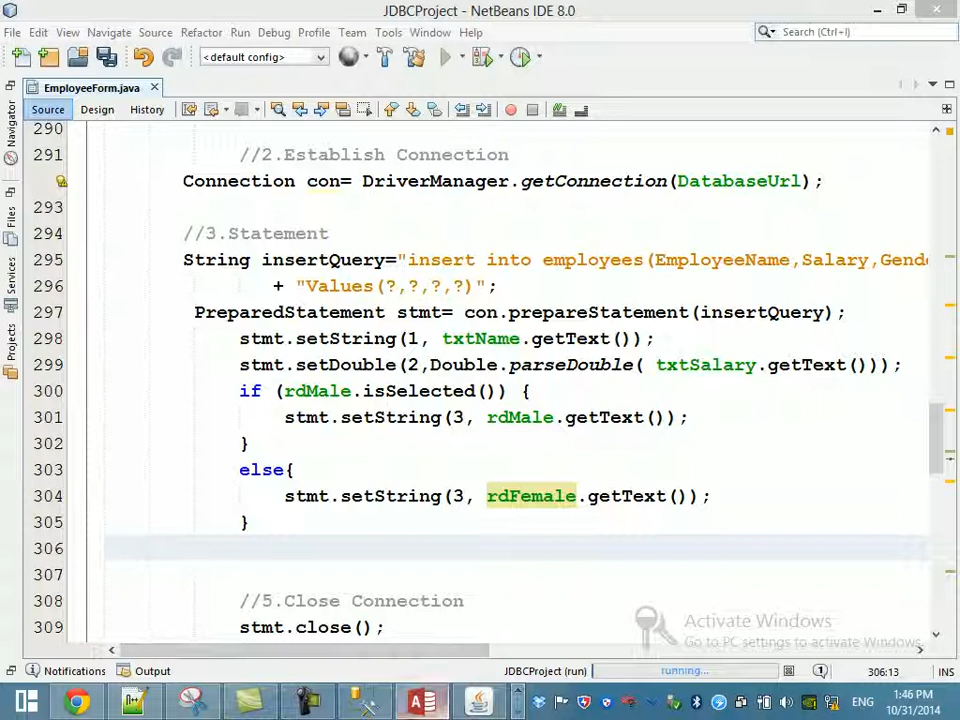 JDBCProject - NetBeans IDE 8.0
File Edit View Navigate Source Refactor Run Debug Profile Team Tools Window Help
Search (Ctrl+I)
<default config>
EmployeeForm.java
Source Design History
Navigator
Files
Services
Projects
290
291 //2.Establish Connection
Connection con= DriverManager.getConnection(DatabaseUrl);
293
294 //3.Statement
295 String insertQuery="insert into employees(EmployeeName,Salary,Gende
296 + "Values(?,?,?,?)";
297 PreparedStatement stmt= con.prepareStatement(insertQuery);
298 stmt.setString(1, txtName.getText());
299 stmt.setDouble(2,Double.parseDouble( txtSalary.getText()));
300 if (rdMale.isSelected()) {
301 stmt.setString(3, rdMale.getText());
302 }
303 else{
304 stmt.setString(3, rdFemale.getText());
305 }
306
307
308 //5.Close Connection
309 stmt.close();
Activate Windows
Go to PC settings to activate Windows.
Notifications Output JDBCProject (run) running... 306:13 INS
ENG
1:46 PM
10/31/2014